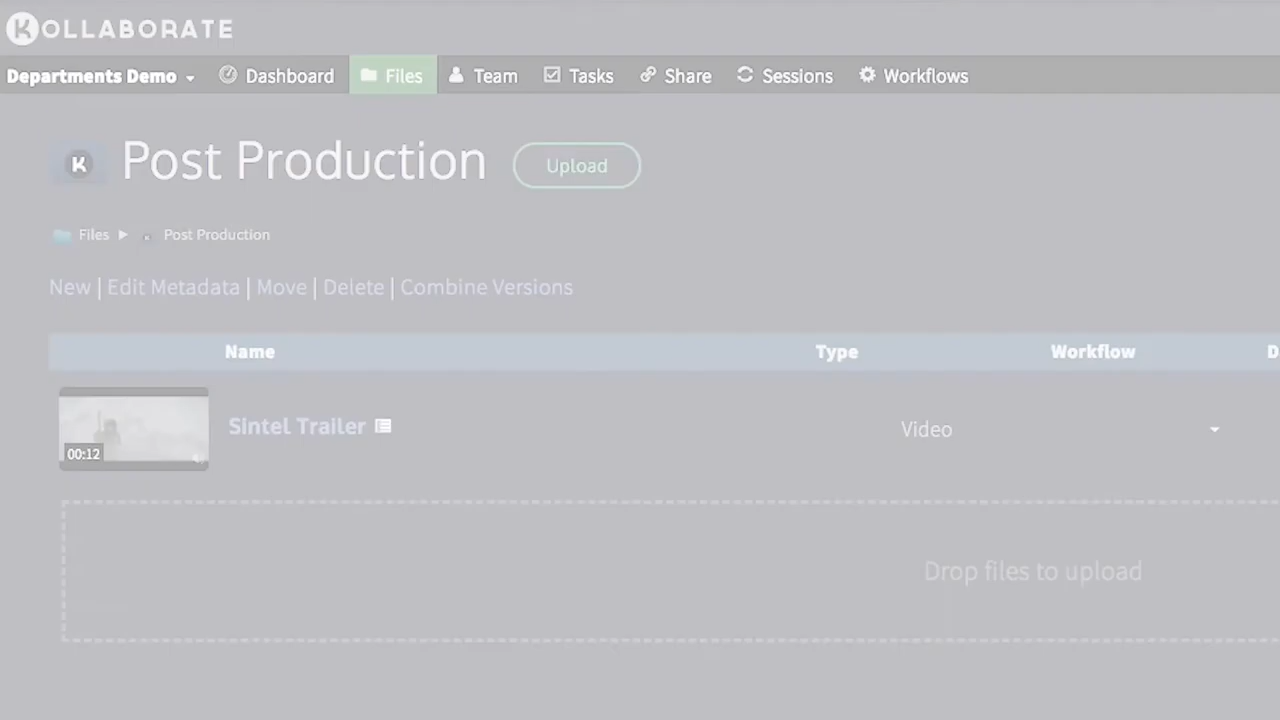 KOLLABORATE
Departments Demo Dashboard Files Team Tasks Share Sessions Workflows
K Post Production Upload
Files Post Production
New | Edit Metadata | Move | Delete | Combine Versions
Name Type Workflow D
00:12 Sintel Trailer Video
Drop files to upload